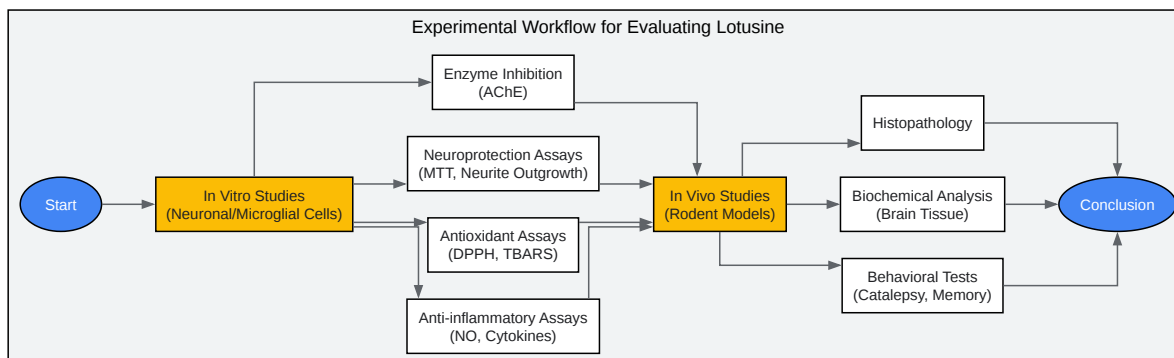 Experimental Workflow for Evaluating Lotusine
Enzyme Inhibition
(AChE)
Histopathology
Neuroprotection Assays
(MTT, Neurite Outgrowth)
Start
In Vitro Studies
(Neuronal/Microglial Cells)
In Vivo Studies
(Rodent Models)
Biochemical Analysis
(Brain Tissue)
Conclusion
Antioxidant Assays
(DPPH, TBARS)
Behavioral Tests
(Catalepsy, Memory)
Anti-inflammatory Assays
(NO, Cytokines)